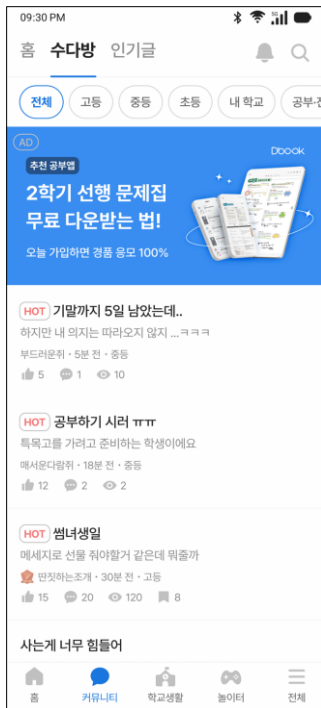 09:30 PM
홈 수다방 인기글
전체 고등 중등 초등 내 학교 공부·진
AD
추천 공부앱
Dbook
2학기 선행 문제집
무료 다운받는 법!
오늘 가입하면 경품 응모 100%
HOT 기말까지 5일 남았는데..
하지만 내 의지는 따라오지 않지 ...ㅋㅋㅋ
부드러운쥐 · 5분 전 · 중등
5 1 10
HOT 공부하기 시러 ㅠㅠ
특목고를 가려고 준비하는 학생이에요
매서운다람쥐 · 18분 전 · 중등
12 2 2
HOT 썸녀생일
메세지로 선물 줘야할거 같은데 뭐줄까
딴짓하는조개 · 30분 전 · 고등
15 20 120 8
사는게 너무 힘들어
홈 커뮤니티 학교생활 놀이터 전체